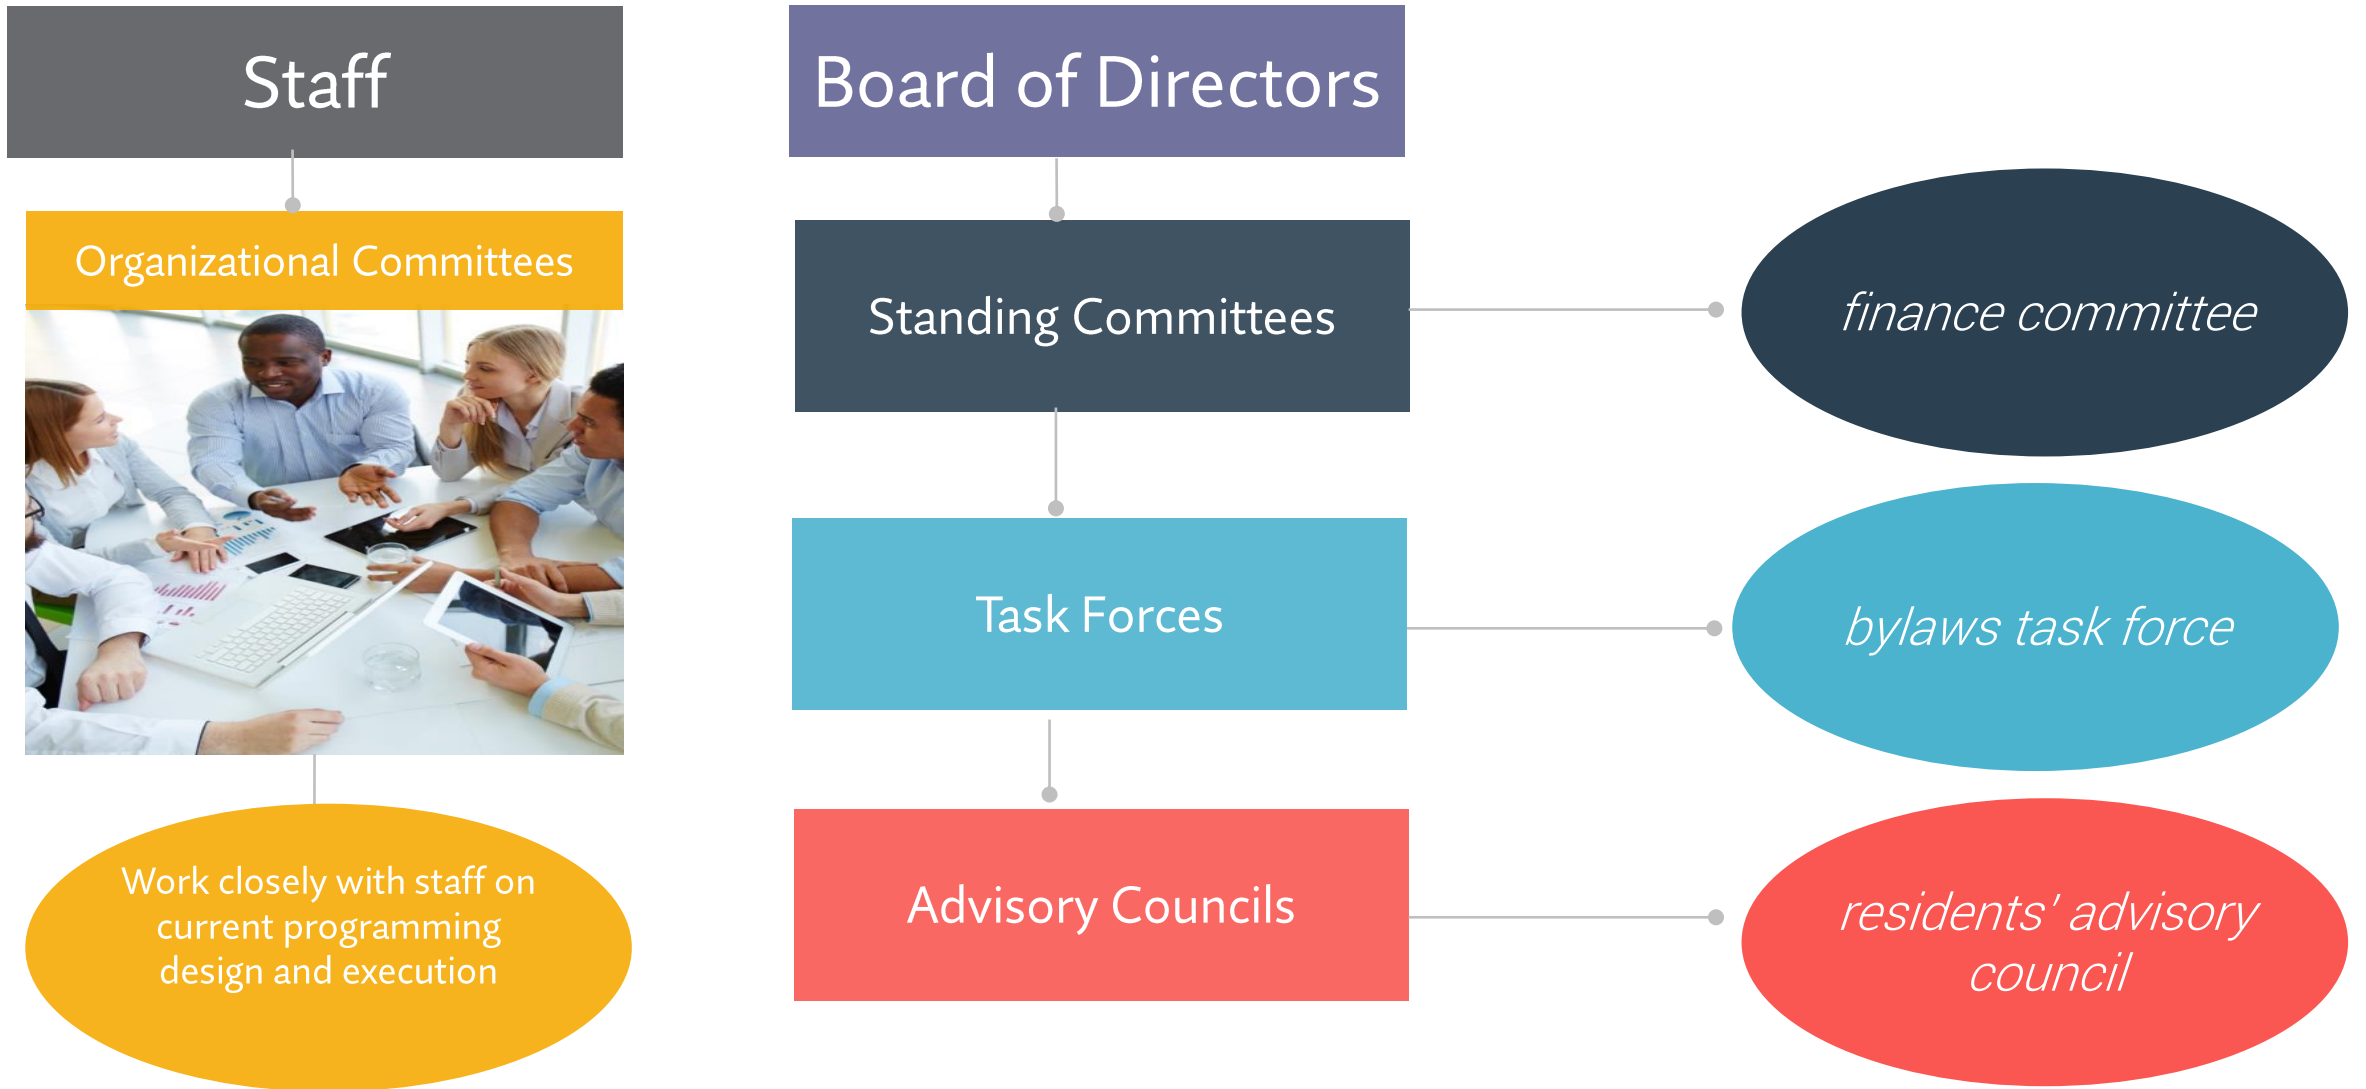 Staff
Organizational Committees
Work closely with staff on
current programming
design and execution
Board of Directors
Standing Committees
finance committee
Task Forces
bylaws task force
Advisory Councils
residents’ advisory
council